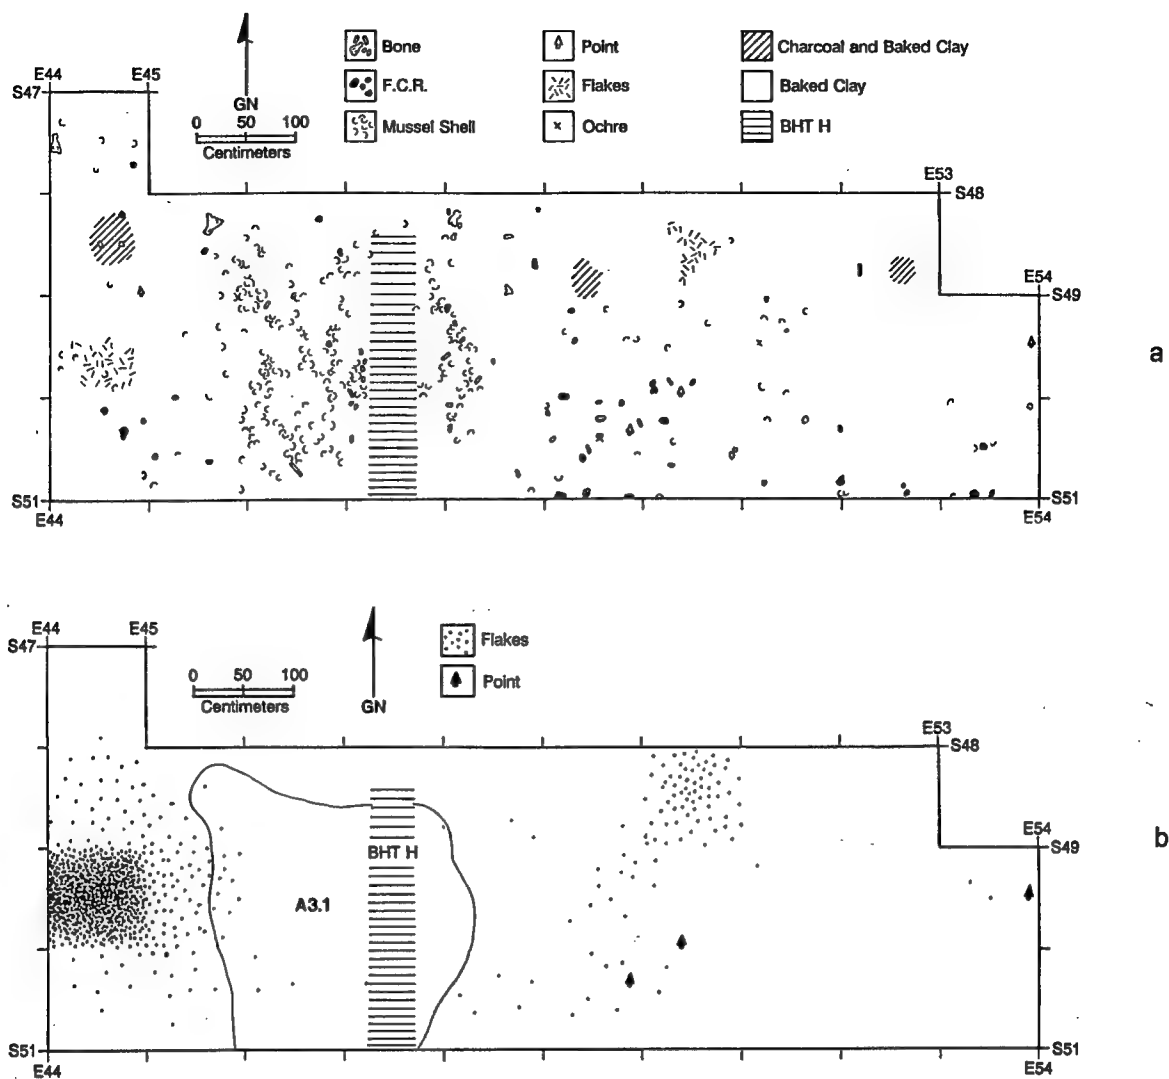 Bone
Point
Charcoal and Baked Clay
E44
E45
F.C.R.
Flakes
Baked Clay
S47
GN
0 50 100
Centimeters
Mussel Shell
Ochre
BHT H
E53
S48
E54
S49
a
S51
S51
E44
E54
E44
E45
Flakes
S47
0 50 100
Point
Centimeters
GN
E53
S48
E54
S49
b
BHT H
A3.1
S51
S51
E44
E54